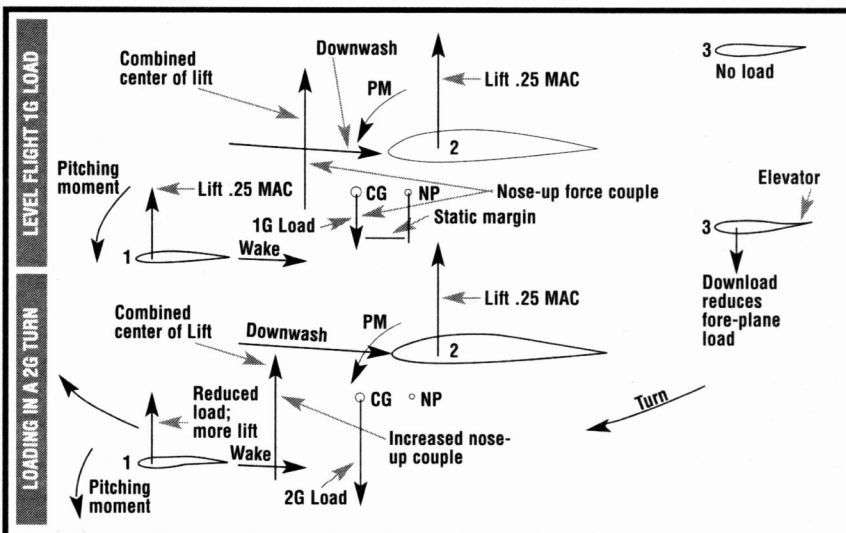 LEVEL FLIGHT 1G LOAD
Combined
center of lift
Downwash
PM
Lift .25 MAC
3
No load
2
Pitching
moment
Lift .25 MAC
CG
NP
Nose-up force couple
1G Load
Static margin
Elevator
1
Wake
3
Download
reduces
fore-plane
load
LOADING IN A 2G TURN
Combined
center of Lift
Downwash
PM
Lift .25 MAC
2
Reduced
load;
more lift
CG
NP
Turn
1
Wake
Increased nose-
up couple
Pitching
moment
2G Load